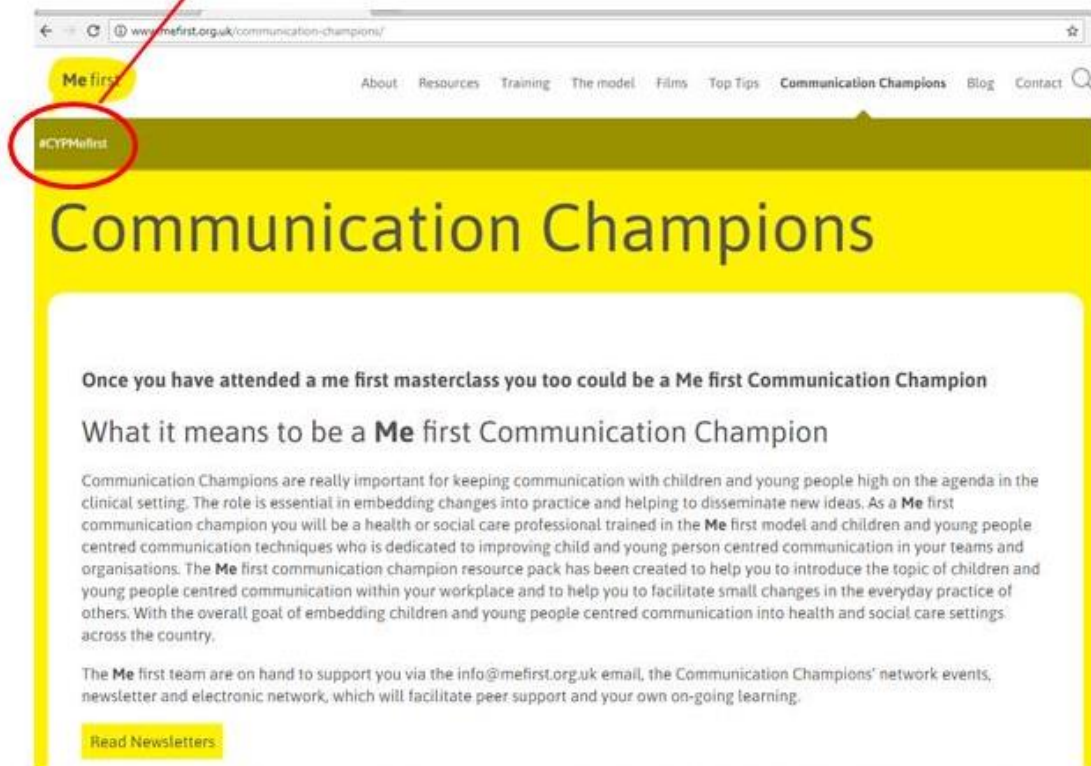 www.mefirst.org.uk/communication-champions/
Me first
About Resources Training The model Films Top Tips Communication Champions Blog Contact
#CYPMefirst
Communication Champions
Once you have attended a me first masterclass you too could be a Me first Communication Champion
What it means to be a Me first Communication Champion
Communication Champions are really important for keeping communication with children and young people high on the agenda in the
clinical setting. The role is essential in embedding changes into practice and helping to disseminate new ideas. As a Me first
communication champion you will be a health or social care professional trained in the Me first model and children and young people
centred communication techniques who is dedicated to improving child and young person centred communication in your teams and
organisations. The Me first communication champion resource pack has been created to help you to introduce the topic of children and
young people centred communication within your workplace and to help you to facilitate small changes in the everyday practice of
others. With the overall goal of embedding children and young people centred communication into health and social care settings
across the country.
The Me first team are on hand to support you via the info@mefirst.org.uk email, the Communication Champions' network events,
newsletter and electronic network, which will facilitate peer support and your own on-going learning.
Read Newsletters